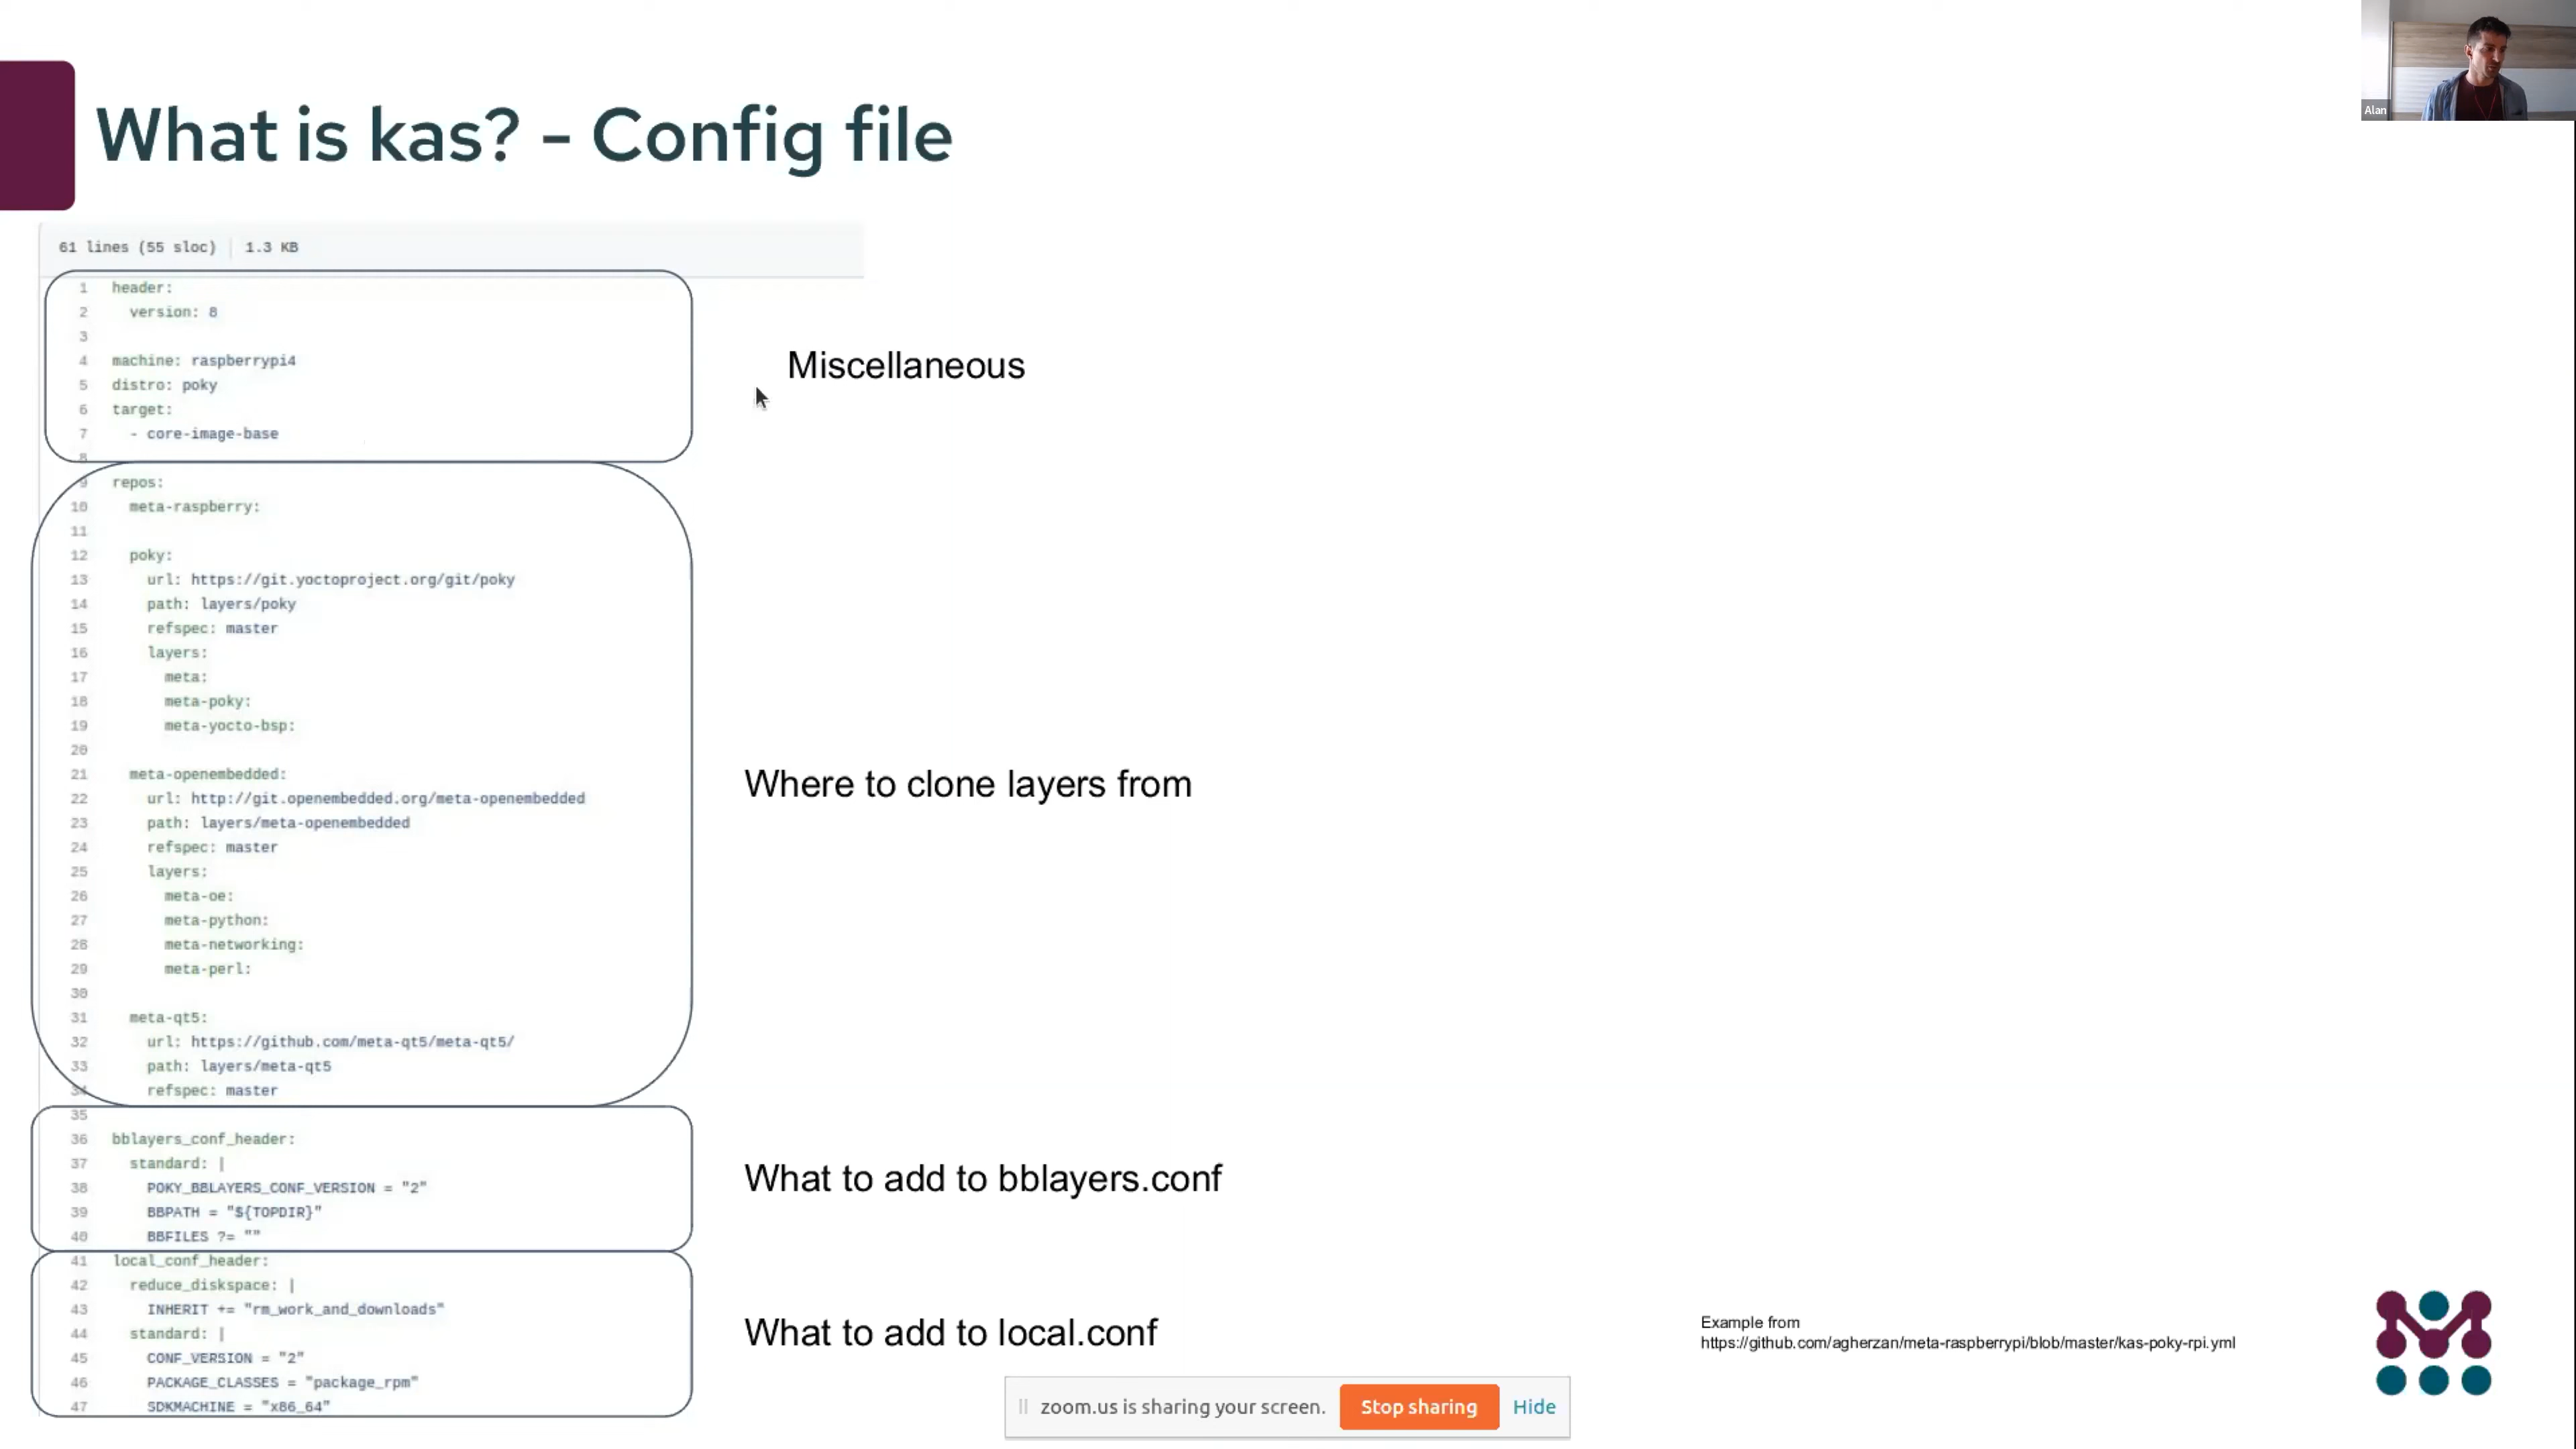 Alan
What is kas? - Config file
61 lines (55 sloc) | 1.3 KB
1 header:
2 version: 8
3
4 machine: raspberrypi4
5 distro: poky
6 target:
7 - core-image-base
8
9 repos:
10 meta-raspberry:
11
12 poky:
13 url: https://git.yoctoproject.org/git/poky
14 path: layers/poky
15 refspec: master
16 layers:
17 meta:
18 meta-poky:
19 meta-yocto-bsp:
20
21 meta-openembedded:
22 url: http://git.openembedded.org/meta-openembedded
23 path: layers/meta-openembedded
24 refspec: master
25 layers:
26 meta-oe:
27 meta-python:
28 meta-networking:
29 meta-perl:
30
31 meta-qt5:
32 url: https://github.com/meta-qt5/meta-qt5/
33 path: layers/meta-qt5
34 refspec: master
35
36 bblayers_conf_header:
37 standard: |
38 POKY_BBLAYERS_CONF_VERSION = "2"
39 BBPATH = "${TOPDIR}"
40 BBFILES ?= ""
41 local_conf_header:
42 reduce_diskspace: |
43 INHERIT += "rm_work_and_downloads"
44 standard: |
45 CONF_VERSION = "2"
46 PACKAGE_CLASSES = "package_rpm"
47 SDKMACHINE = "x86_64"
Miscellaneous
Where to clone layers from
What to add to bblayers.conf
What to add to local.conf
Example from
https://github.com/agherzan/meta-raspberrypi/blob/master/kas-poky-rpi.yml
zoom.us is sharing your screen. Stop sharing Hide